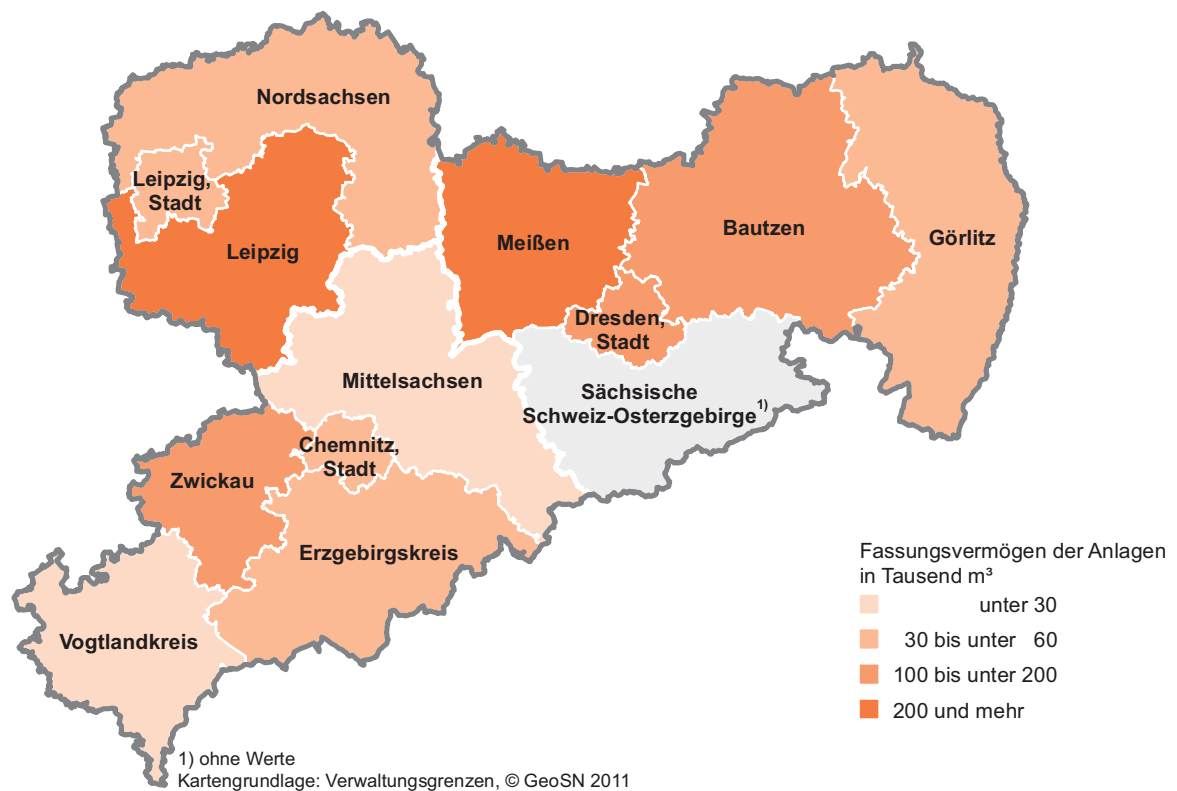 Nordsachsen
Leipzig,
Stadt
Leipzig
Meißen
Bautzen
Görlitz
Dresden,
Stadt
Mittelsachsen
Sächsische
Schweiz-Osterzgebirge1)
Chemnitz,
Stadt
Zwickau
Erzgebirgskreis
Vogtlandkreis
Fassungsvermögen der Anlagen
in Tausend m³
unter 30
30 bis unter 60
100 bis unter 200
200 und mehr
1) ohne Werte
Kartengrundlage: Verwaltungsgrenzen, © GeoSN 2011